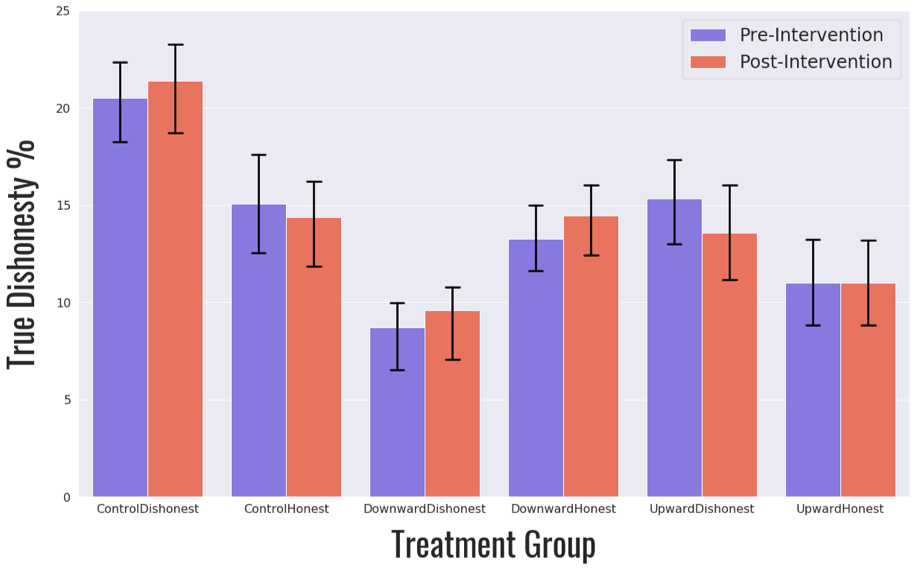 25
20
15
10
5
0
True Dishonesty %
Pre-Intervention
Post-Intervention
ControlDishonest
ControlHonest
DownwardDishonest
DownwardHonest
UpwardDishonest
UpwardHonest
Treatment Group